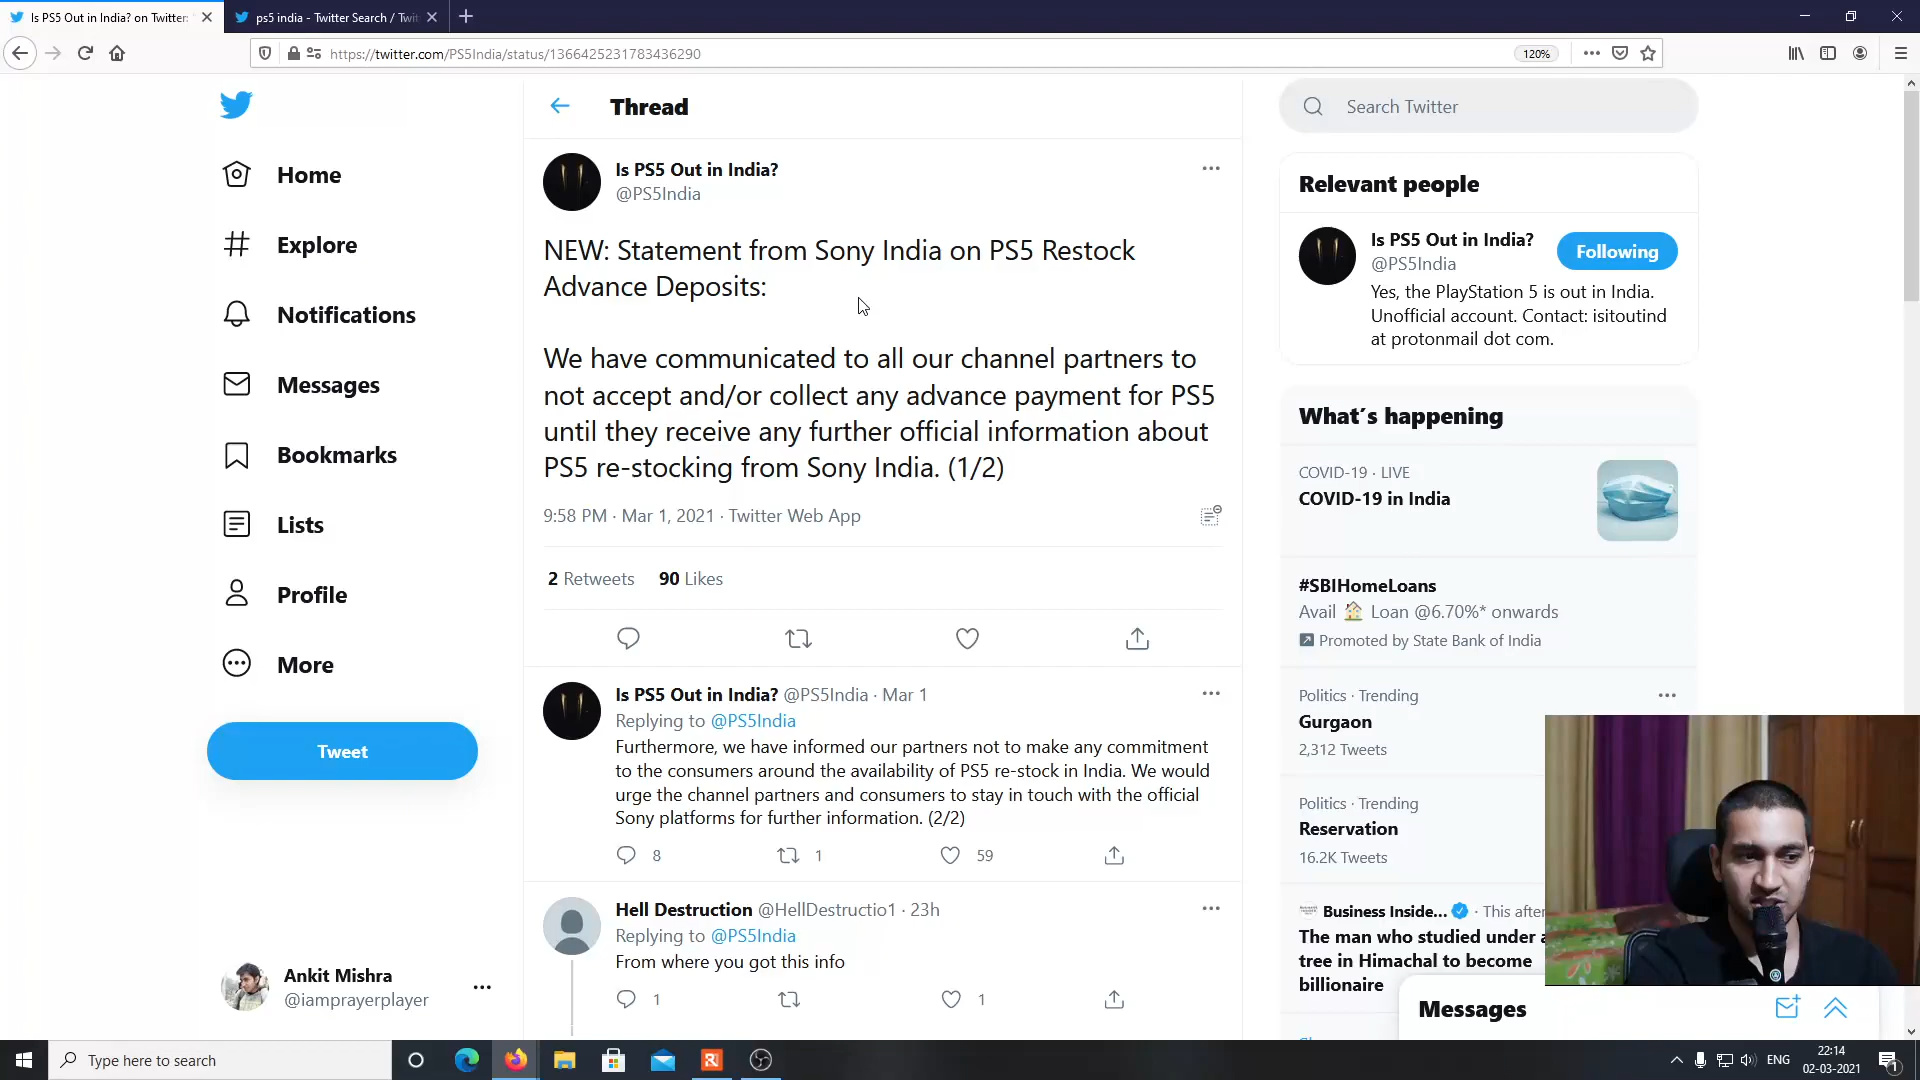 Is PS5 Out in India? on Twitter:
ps5 india - Twitter Search / Twit
https://twitter.com/PS5India/status/1366425231783436290
120%
Home
Explore
Notifications
Messages
Bookmarks
Lists
Profile
More
Tweet
Ankit Mishra
@iamprayerplayer
Thread
Is PS5 Out in India?
@PS5India
NEW: Statement from Sony India on PS5 Restock
Advance Deposits:
We have communicated to all our channel partners to
not accept and/or collect any advance payment for PS5
until they receive any further official information about
PS5 re-stocking from Sony India. (1/2)
9:58 PM · Mar 1, 2021 · Twitter Web App
2 Retweets 90 Likes
Is PS5 Out in India? @PS5India · Mar 1
Replying to @PS5India
Furthermore, we have informed our partners not to make any commitment
to the consumers around the availability of PS5 re-stock in India. We would
urge the channel partners and consumers to stay in touch with the official
Sony platforms for further information. (2/2)
8 1 59
Hell Destruction @HellDestructio1 · 23h
Replying to @PS5India
From where you got this info
1 1
Search Twitter
Relevant people
Is PS5 Out in India?
@PS5India
Following
Yes, the PlayStation 5 is out in India.
Unofficial account. Contact: isitoutind
at protonmail dot com.
What's happening
COVID-19 · LIVE
COVID-19 in India
#SBIHomeLoans
Avail 🏠 Loan @6.70%* onwards
Promoted by State Bank of India
Politics · Trending
Gurgaon
2,312 Tweets
Politics · Trending
Reservation
16.2K Tweets
Business Inside... · This after
The man who studied under a
tree in Himachal to become
billionaire
Messages
Type here to search
ENG
22:14
02-03-2021
1